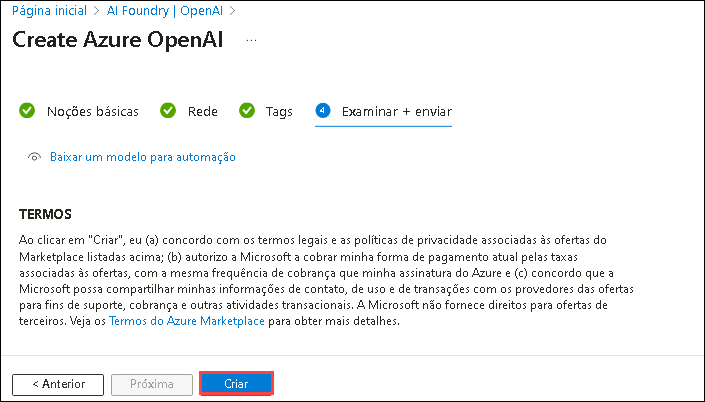 Página inicial > AI Foundry | OpenAI >
Create Azure OpenAI ...
Noções básicas Rede Tags 4 Examinar + enviar
Baixar um modelo para automação
TERMOS
Ao clicar em "Criar", eu (a) concordo com os termos legais e as políticas de privacidade associadas às ofertas do
Marketplace listadas acima; (b) autorizo a Microsoft a cobrar minha forma de pagamento atual pelas taxas
associadas às ofertas, com a mesma frequência de cobrança que minha assinatura do Azure e (c) concordo que a
Microsoft possa compartilhar minhas informações de contato, de uso e de transações com os provedores das ofertas
para fins de suporte, cobrança e outras atividades transacionais. A Microsoft não fornece direitos para ofertas de
terceiros. Veja os Termos do Azure Marketplace para obter mais detalhes.
< Anterior Próxima Criar